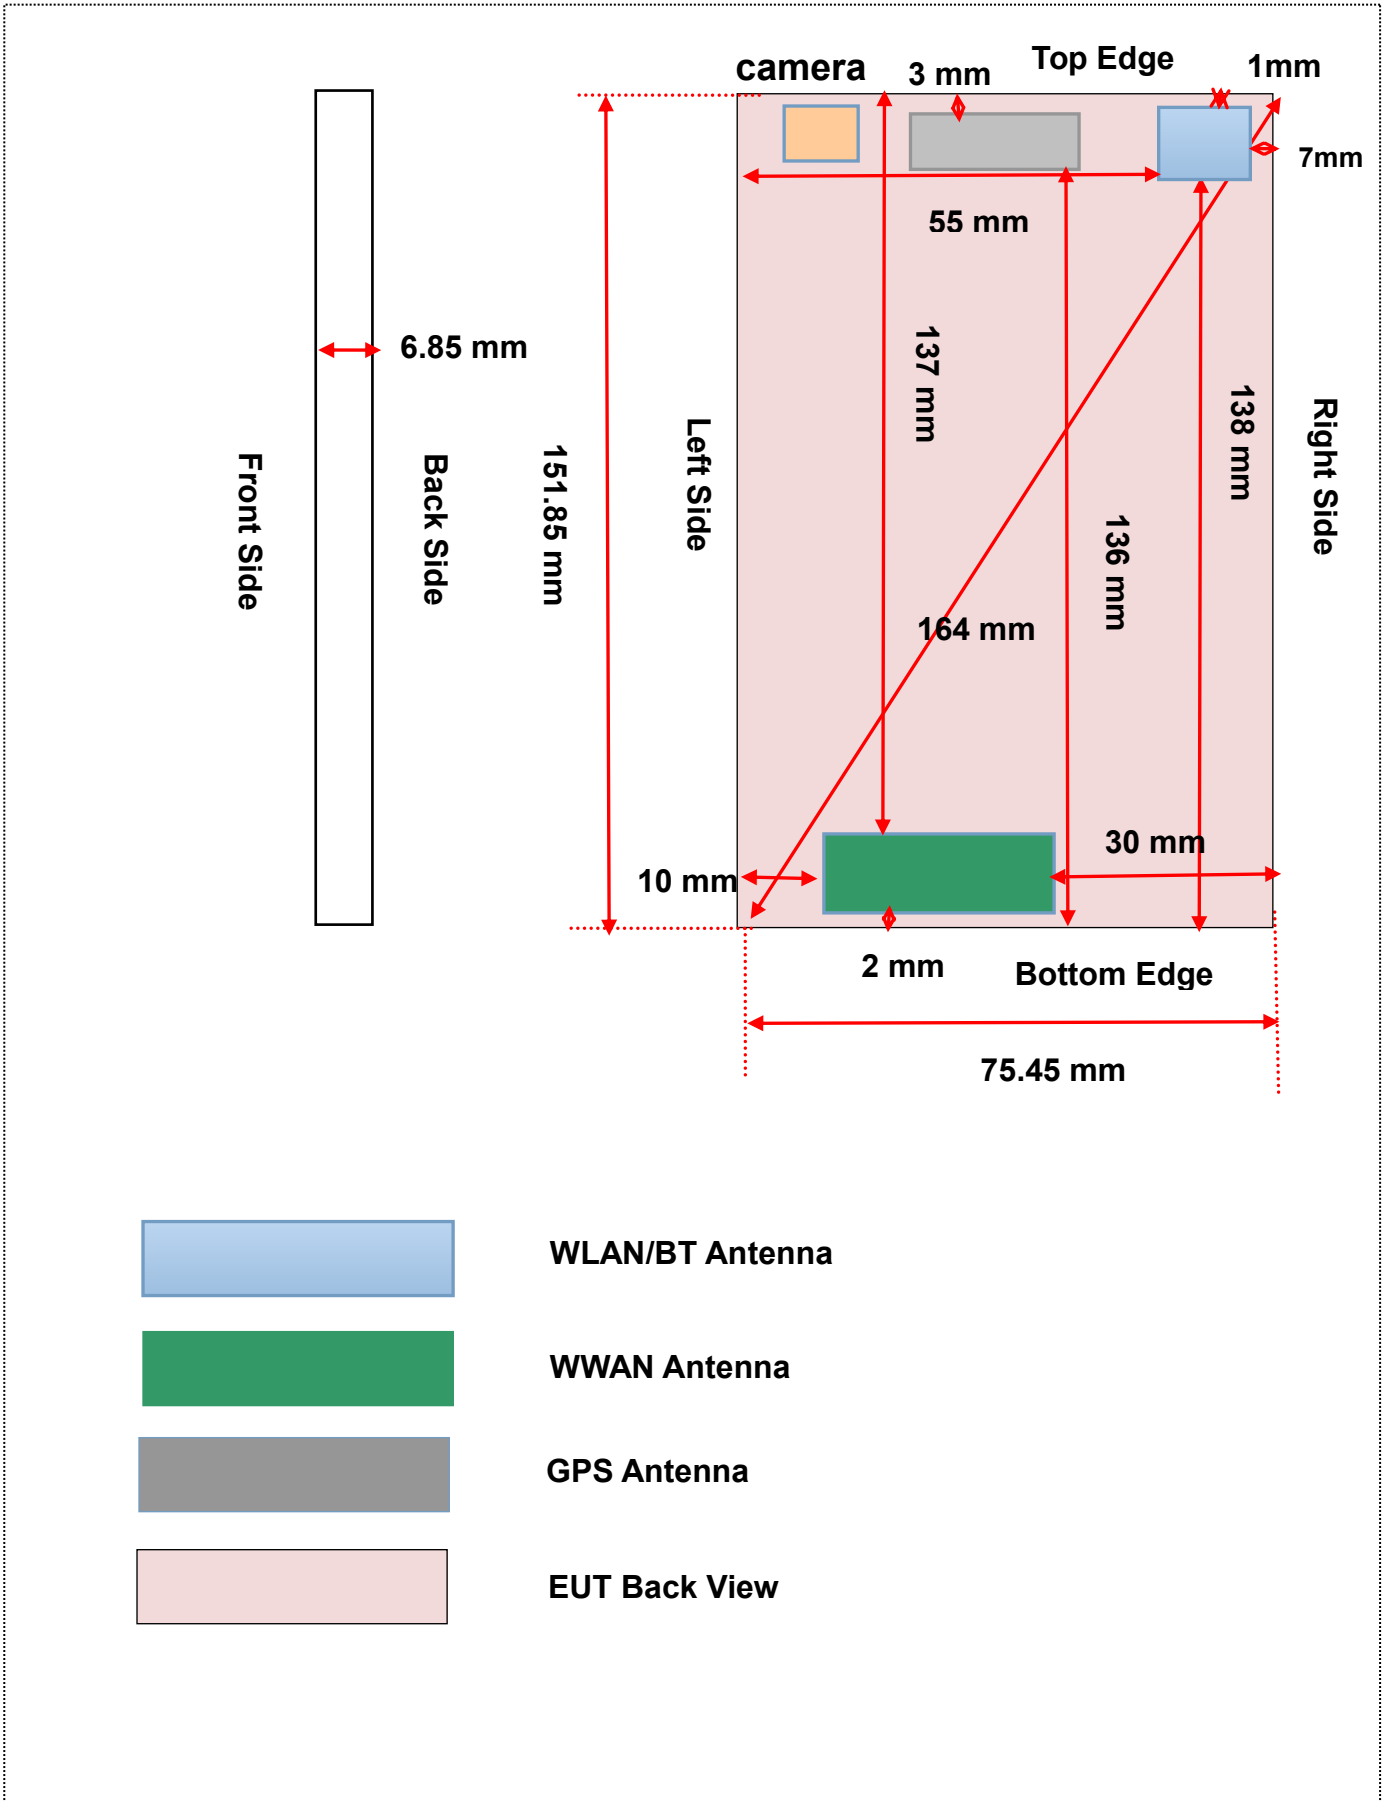 camera
3 mm
Top Edge
1mm
7mm
55 mm
6.85 mm
137 mm
138 mm
Front Side
Back Side
151.85 mm
Left Side
Right Side
136 mm
164 mm
30 mm
10 mm
2 mm
Bottom Edge
75.45 mm
WLAN/BT Antenna
WWAN Antenna
GPS Antenna
EUT Back View